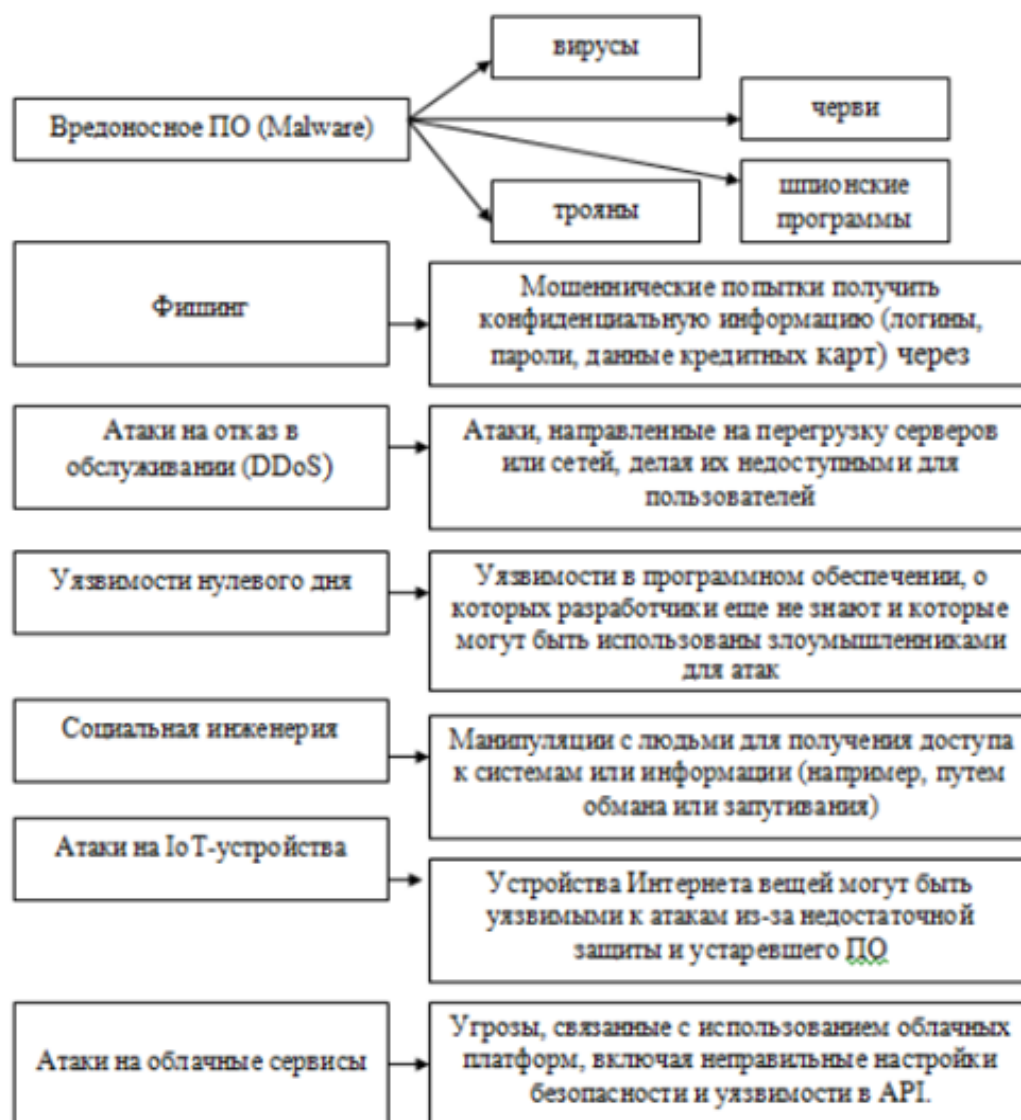 вирусы
Вредоносное ПО (Malware)
черви
шпионские
программы
трояны
Фишинг
Мошеннические попытки получить
конфиденциальную информацию (логины,
пароли, данные кредитных карт) через
Атаки на отказ в
обслуживании (DDoS)
Атаки, направленные на перегрузку серверов
или сетей, делая их недоступными для
пользователей
Уязвимости нулевого дня
Уязвимости в программном обеспечении, о
которых разработчики еще не знают и которые
могут быть использованы злоумышленниками
для атак
Социальная инженерия
Манипуляции с людьми для получения доступа
к системам или информации (например, путем
обмана или запугивания)
Атаки на IoT-устройства
Устройства Интернета вещей могут быть
уязвимыми к атакам из-за недостаточной
защиты и устаревшего ПО
Атаки на облачные сервисы
Угрозы, связанные с использованием облачных
платформ, включая неправильные настройки
безопасности и уязвимости в API.